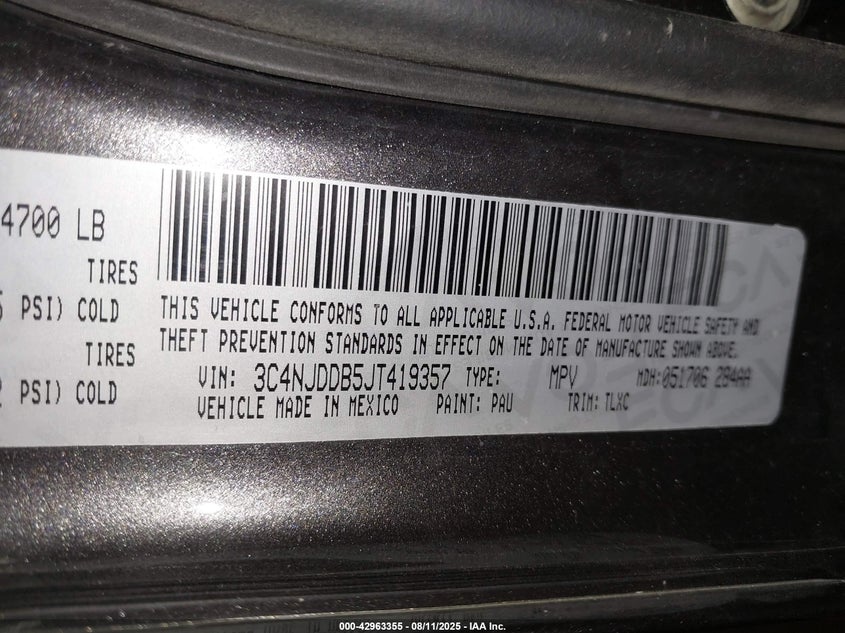 4700 LB
TIRES
PSI) COLD
TIRES
PSI) COLD
THIS VEHICLE CONFORMS TO ALL APPLICABLE U.S.A. FEDERAL MOTOR VEHICLE SAFETY AND
THEFT PREVENTION STANDARDS IN EFFECT ON THE DATE OF MANUFACTURE SHOWN ABOVE.
VIN: 3C4NJDDB5JT419357 TYPE: MPV MDH: 051706 284AA
VEHICLE MADE IN MEXICO PAINT: PAU TRIM: TLXC
000-42963355 - 08/11/2025 - IAA Inc.